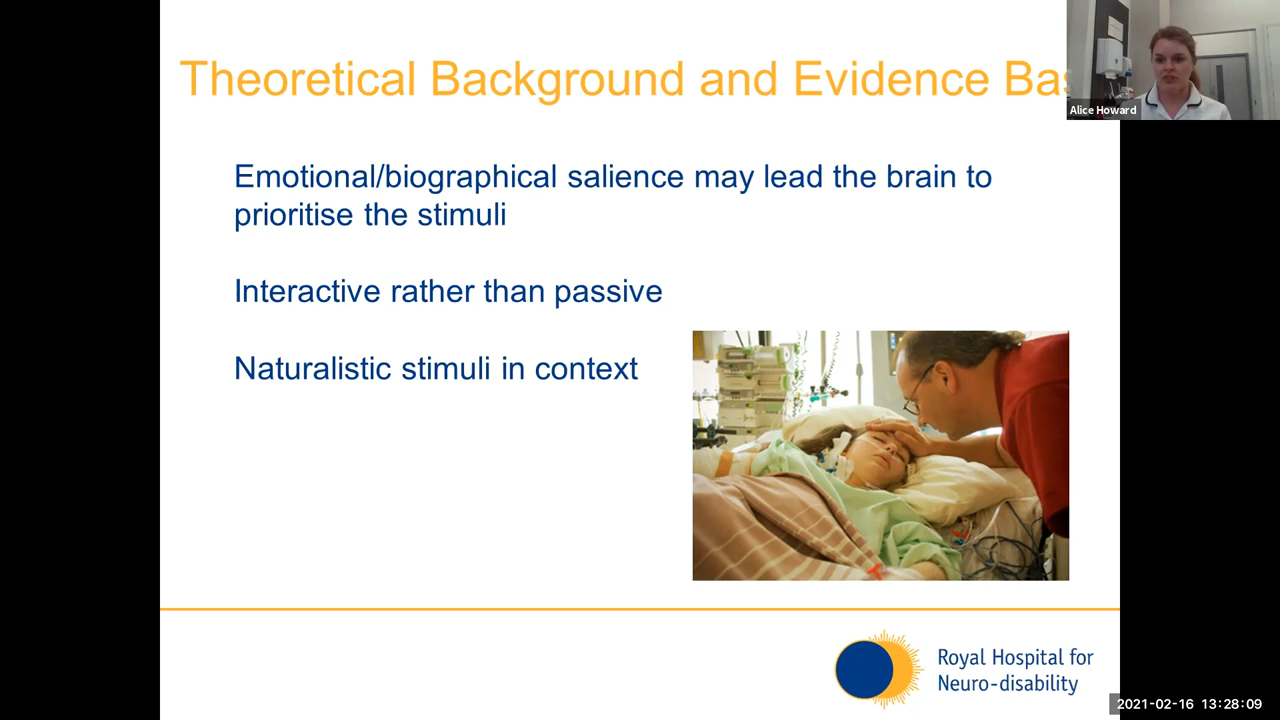 Theoretical Background and Evidence
Alice Howard
Emotional/biographical salience may lead the brain to
prioritise the stimuli
Interactive rather than passive
Naturalistic stimuli in context
Royal Hospital for
Neuro-disability
2021-02-16 13:28:09